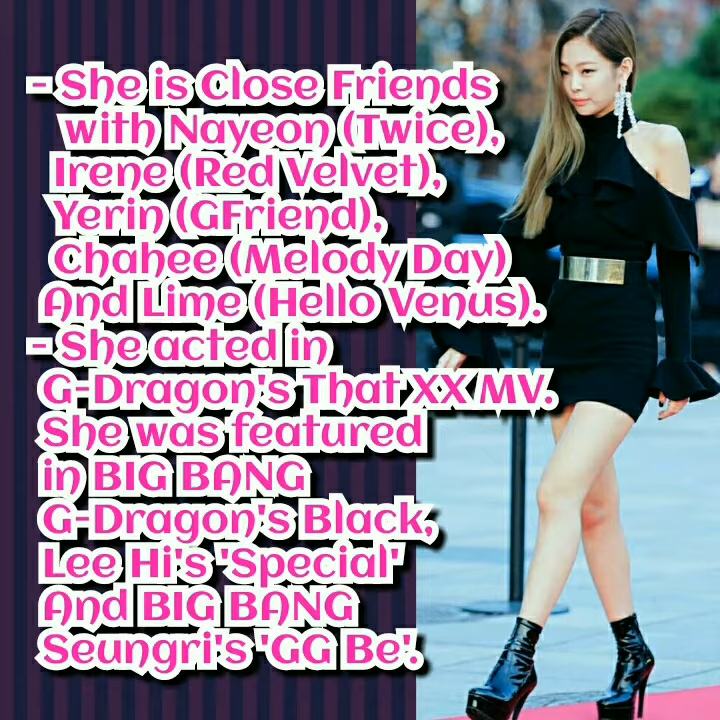 - She is Close Friends
with Nayeon (Twice),
Irene (Red Velvet),
Yerin (GFriend),
Chahee (Melody Day)
And Lime (Hello Venus).
- She acted in
G-Dragon's That XX MV.
She was featured
in BIG BANG
G-Dragon's Black,
Lee Hi's 'Special'
And BIG BANG
Seungri's 'GG Be'.